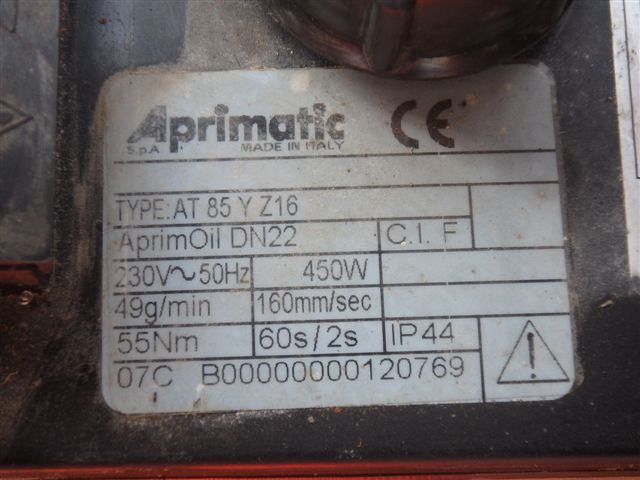 Aprimatic CE
S.p.A MADE IN ITALY
TYPE: AT 85 Y Z16
AprimOil DN22 C.I. F
230V~50Hz 450W
49g/min 160mm/sec
55Nm 60s/2s IP44
07C B00000000120769